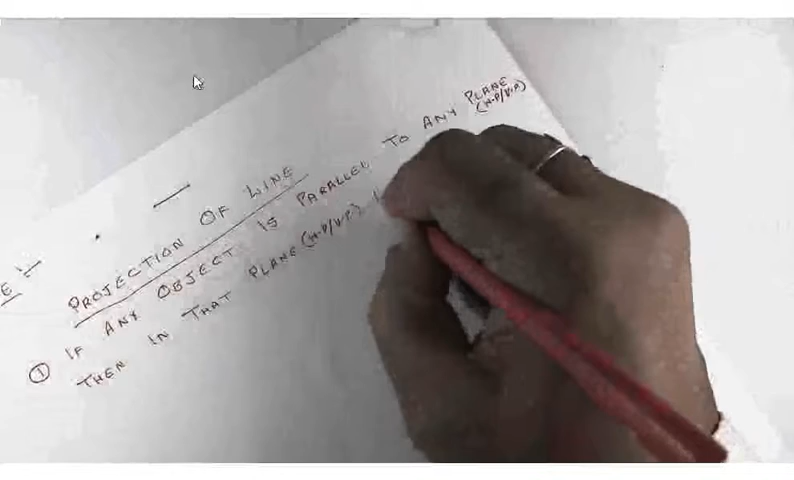 PROJECTION OF LINE
① IF ANY OBJECT IS PARALLEL TO ANY PLANE
(H.P/V.P)
THEN IN THAT PLANE (H.P/V.P)